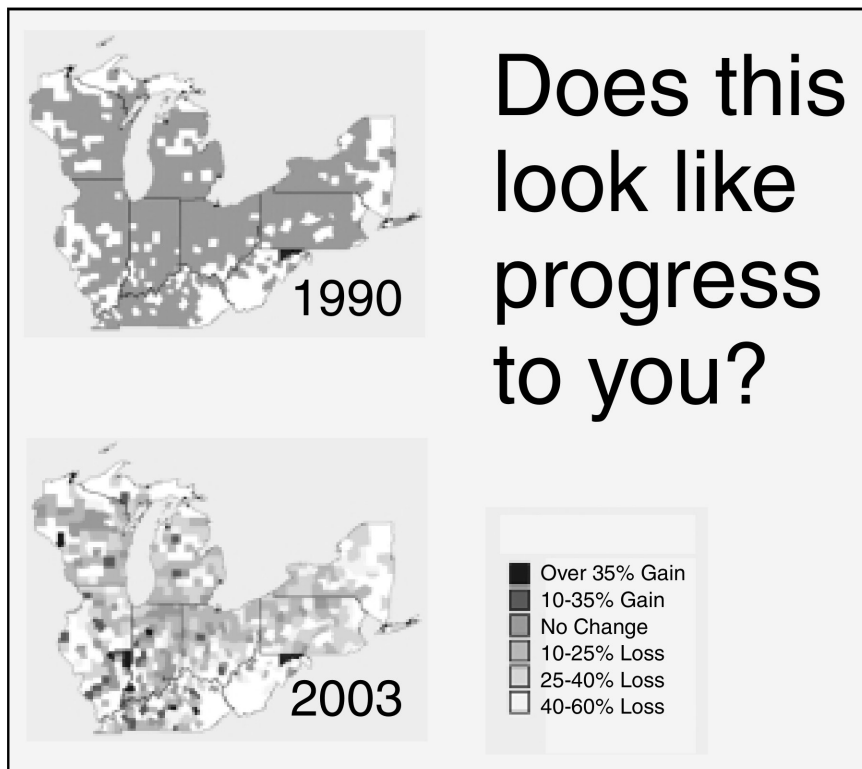 Does this
look like
progress
to you?
1990
2003
Over 35% Gain
10-35% Gain
No Change
10-25% Loss
25-40% Loss
40-60% Loss